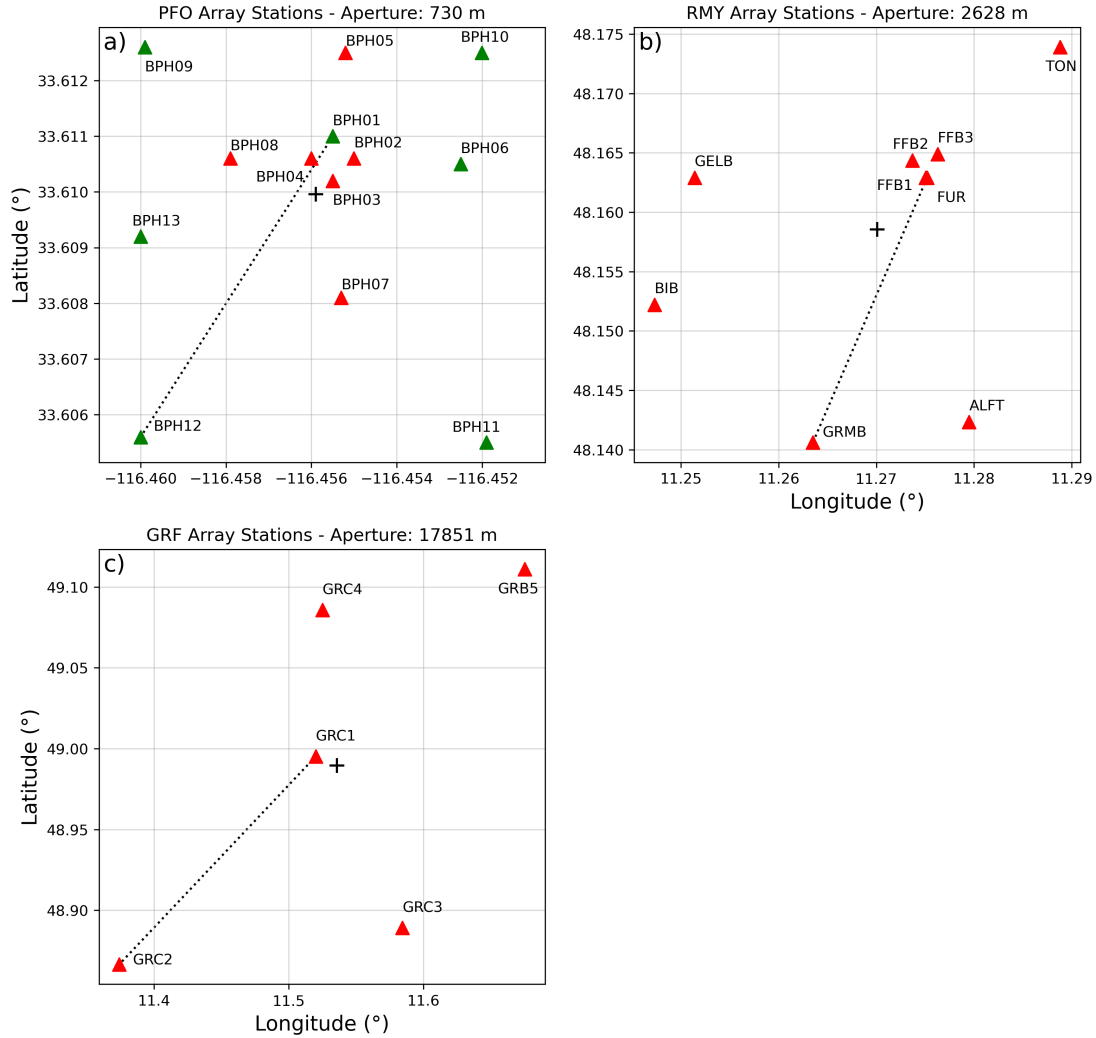 PFO Array Stations - Aperture: 730 m
a)
BPH05
BPH10
BPH09
BPH01
BPH08
BPH02
BPH06
BPH04
BPH03
BPH13
BPH07
BPH12
BPH11
33.612
33.611
33.610
33.609
33.608
33.607
33.606
Latitude (°)
−116.460
−116.458
−116.456
−116.454
−116.452
RMY Array Stations - Aperture: 2628 m
b)
TON
FFB3
FFB2
GELB
FFB1
FUR
BIB
ALFT
GRMB
48.175
48.170
48.165
48.160
48.155
48.150
48.145
48.140
11.25
11.26
11.27
11.28
11.29
Longitude (°)
GRF Array Stations - Aperture: 17851 m
c)
GRC4
GRB5
GRC1
GRC3
GRC2
49.10
49.05
49.00
48.95
48.90
Latitude (°)
11.4
11.5
11.6
Longitude (°)